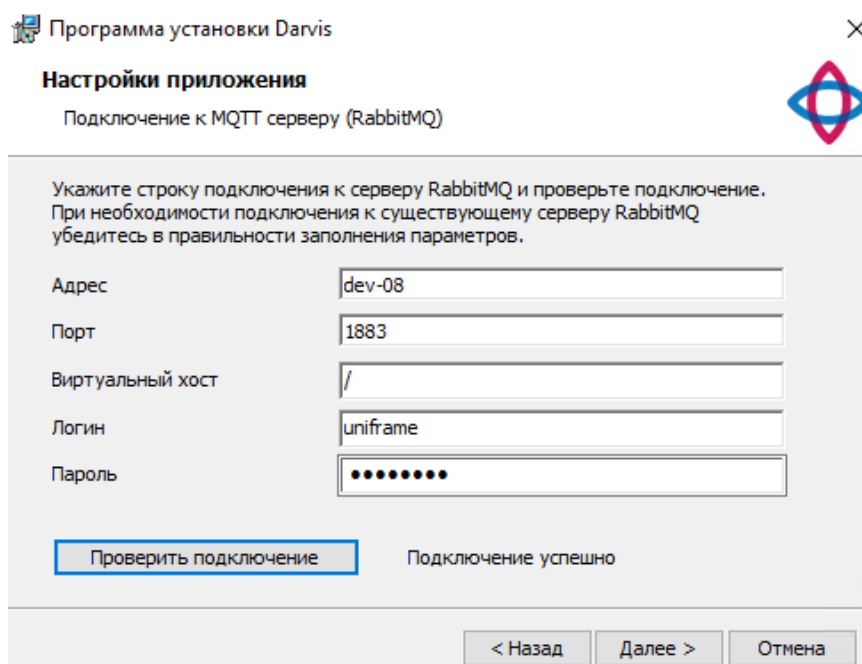 Программа установки Darvis
Настройки приложения
Подключение к MQTT серверу (RabbitMQ)
Укажите строку подключения к серверу RabbitMQ и проверьте подключение.
При необходимости подключения к существующему серверу RabbitMQ
убедитесь в правильности заполнения параметров.
Адрес dev-08
Порт 1883
Виртуальный хост /
Логин uniframe
Пароль ●●●●●●●●
Проверить подключение Подключение успешно
< Назад Далее > Отмена